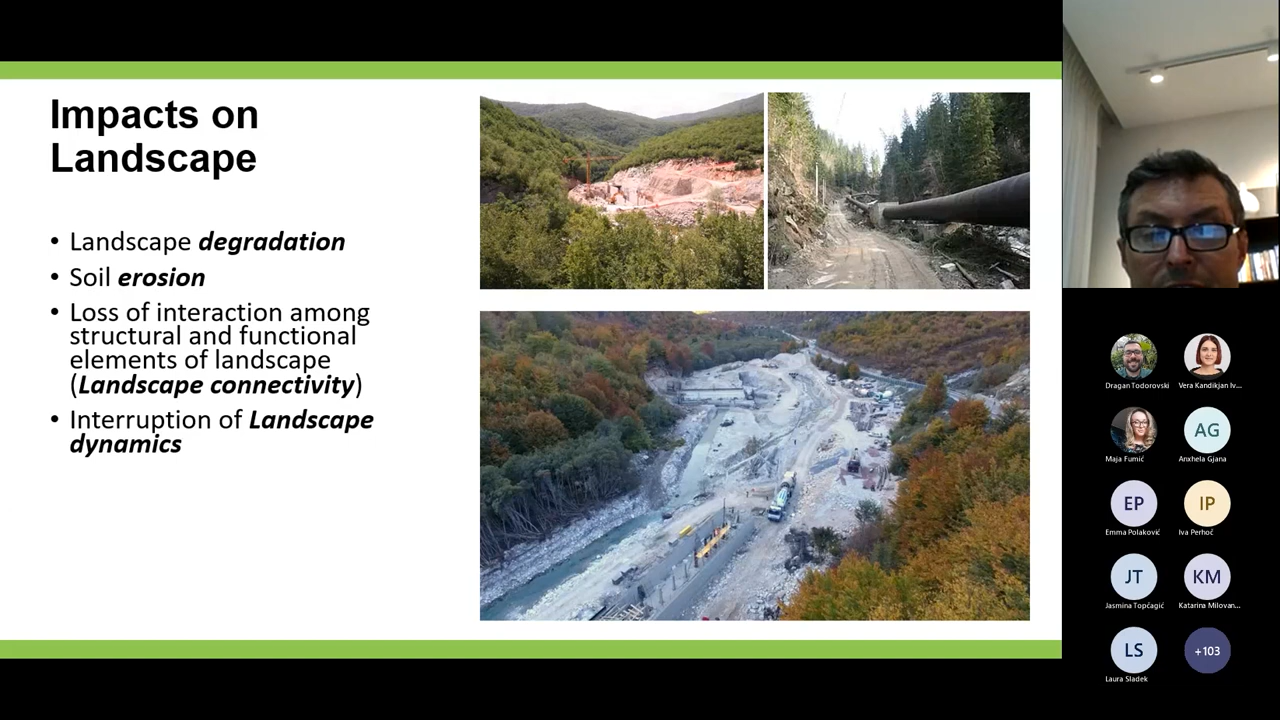 Impacts on
Landscape
• Landscape degradation
• Soil erosion
• Loss of interaction among
structural and functional
elements of landscape
(Landscape connectivity)
• Interruption of Landscape
dynamics
Dragan Todorovski
Vera Kandikjan Iv...
Maja Fumić
AG
Anxhela Gjana
EP
Emma Polaković
IP
Iva Perhoč
JT
Jasmina Topčagić
KM
Katarina Milovan...
LS
Laura Sladek
+103